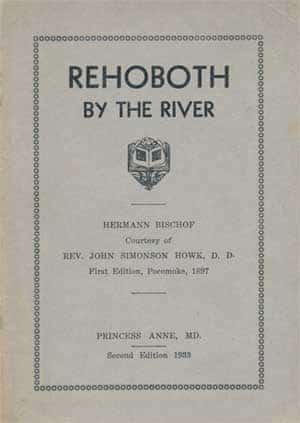 REHOBOTH
BY THE RIVER
HERMANN BISCHOF
Courtesy of
REV. JOHN SIMONSON HOWK, D. D.
First Edition, Pocomoke, 1897
PRINCESS ANNE, MD.
Second Edition 1933